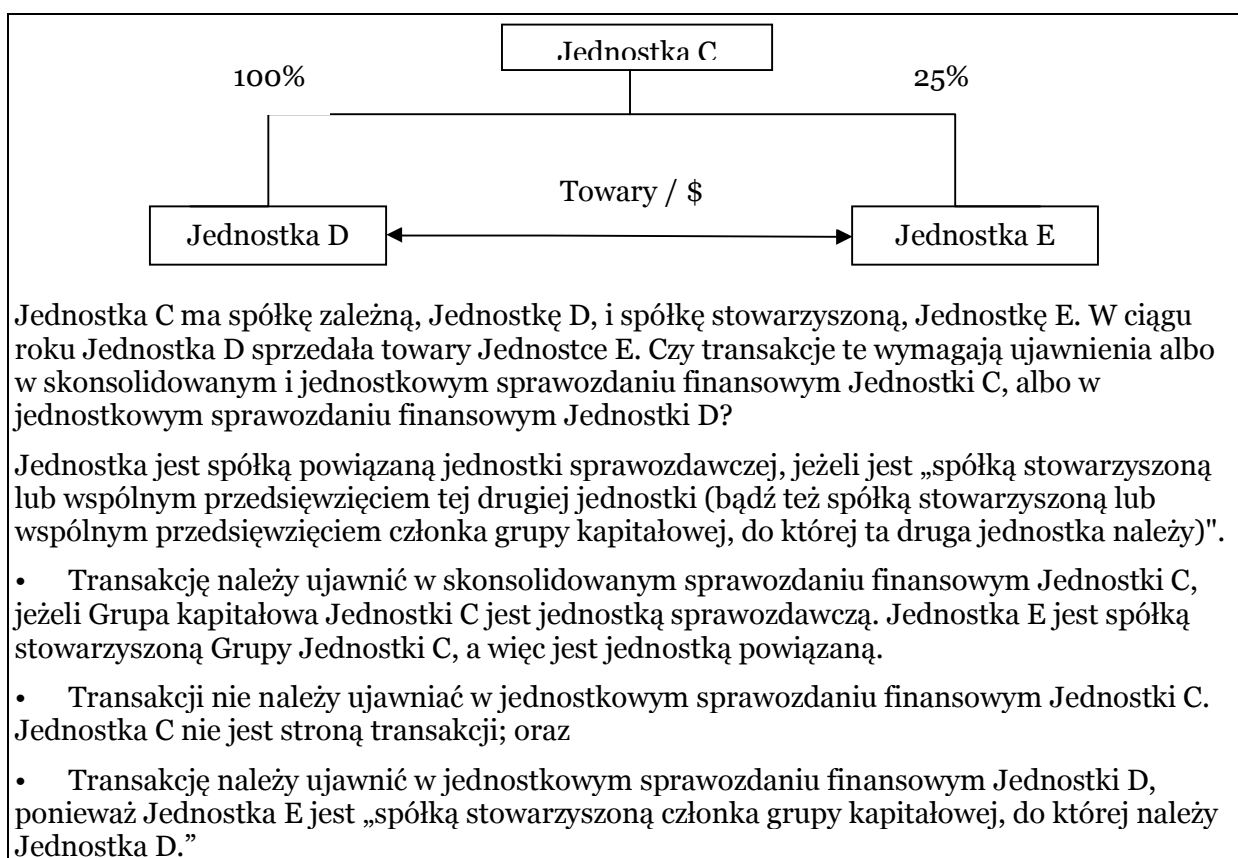 Jednostka C
100%
25%
Towary / $
Jednostka D
Jednostka E
Jednostka C ma spółkę zależną, Jednostkę D, i spółkę stowarzyszoną, Jednostkę E. W ciągu
roku Jednostka D sprzedała towary Jednostce E. Czy transakcje te wymagają ujawnienia albo
w skonsolidowanym i jednostkowym sprawozdaniu finansowym Jednostki C, albo w
jednostkowym sprawozdaniu finansowym Jednostki D?
Jednostka jest spółką powiązaną jednostki sprawozdawczej, jeżeli jest „spółką stowarzyszoną
lub wspólnym przedsięwzięciem tej drugiej jednostki (bądź też spółką stowarzyszoną lub
wspólnym przedsięwzięciem członka grupy kapitałowej, do której ta druga jednostka należy)".
• Transakcję należy ujawnić w skonsolidowanym sprawozdaniu finansowym Jednostki C,
jeżeli Grupa kapitałowa Jednostki C jest jednostką sprawozdawczą. Jednostka E jest spółką
stowarzyszoną Grupy Jednostki C, a więc jest jednostką powiązaną.
• Transakcji nie należy ujawniać w jednostkowym sprawozdaniu finansowym Jednostki C.
Jednostka C nie jest stroną transakcji; oraz
• Transakcję należy ujawnić w jednostkowym sprawozdaniu finansowym Jednostki D,
ponieważ Jednostka E jest „spółką stowarzyszoną członka grupy kapitałowej, do której należy
Jednostka D.”